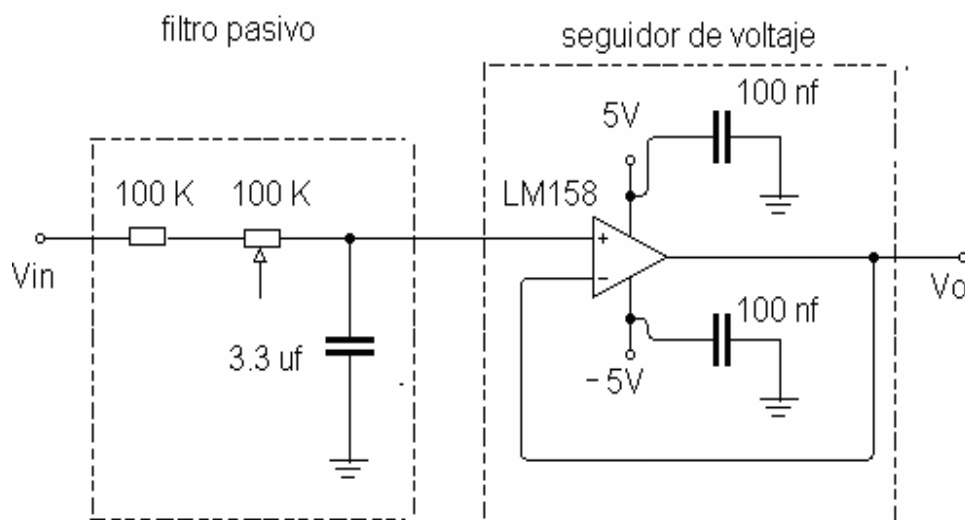 filtro pasivo
seguidor de voltaje
100 nf
5V
100 K
100 K
LM158
+
Vin
−
Vo
100 nf
3.3 uf
−5V